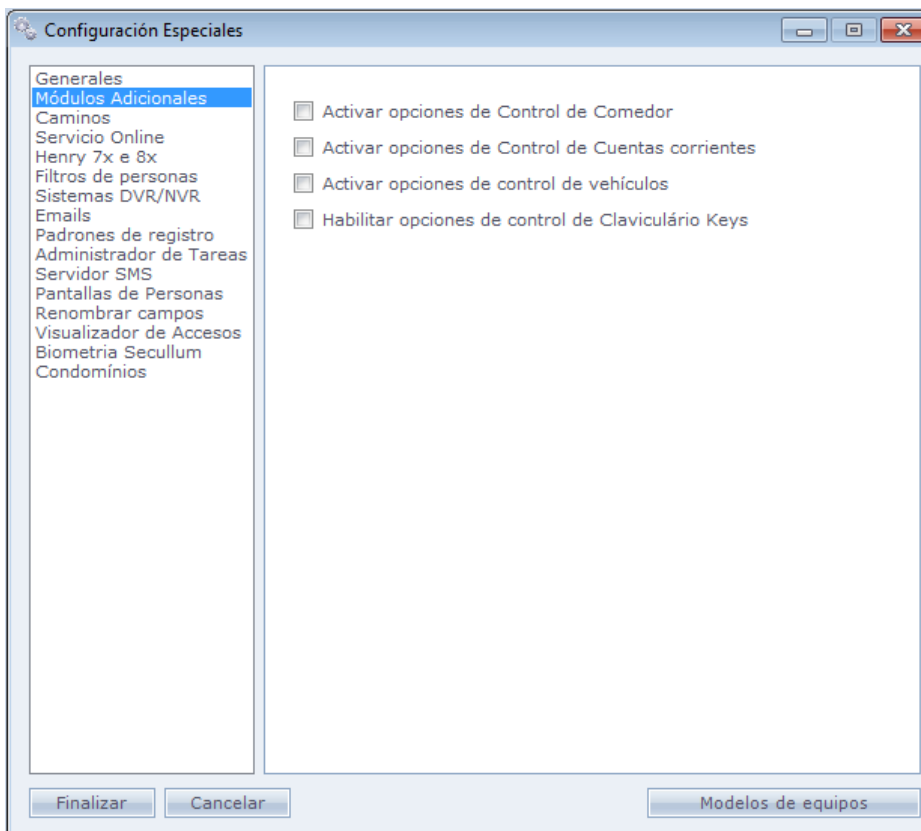 Configuración Especiales
Generales
Módulos Adicionales
Caminos
Servicio Online
Henry 7x e 8x
Filtros de personas
Sistemas DVR/NVR
Emails
Padrones de registro
Administrador de Tareas
Servidor SMS
Pantallas de Personas
Renombrar campos
Visualizador de Accesos
Biometria Secullum
Condomínios
Activar opciones de Control de Comedor
Activar opciones de Control de Cuentas corrientes
Activar opciones de control de vehículos
Habilitar opciones de control de Claviculário Keys
Finalizar
Cancelar
Modelos de equipos